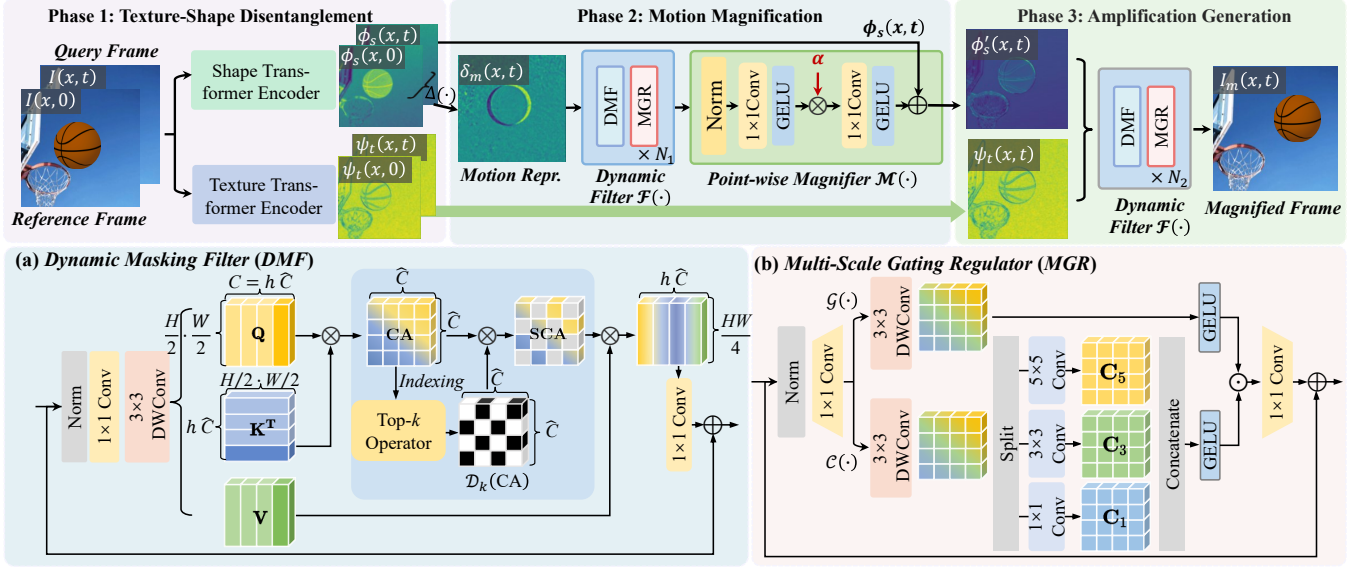 Phase 1: Texture-Shape Disentanglement
Query Frame
I(x, t)
I(x, 0)
Reference Frame
Shape Trans-
former Encoder
Texture Trans-
former Encoder
ϕₛ(x, t)
ϕₛ(x, 0)
Δ(·)
ψₜ(x, t)
ψₜ(x, 0)
Phase 2: Motion Magnification
δₘ(x, t)
Motion Repr.
DMF
MGR
× N₁
Dynamic
Filter ℱ(·)
ϕₛ(x, t)
α
Norm
1×1Conv
GELU
1×1Conv
GELU
Point-wise Magnifier ℳ(·)
Phase 3: Amplification Generation
ϕ′ₛ(x, t)
ψₜ(x, t)
DMF
MGR
× N₂
Dynamic
Filter ℱ(·)
Iₘ(x, t)
Magnified Frame
(a) Dynamic Masking Filter (DMF)
Norm
1×1 Conv
3×3
DWConv
C = h Ĉ
H/2 · W/2
Q
H/2 · W/2
h Ĉ
Kᵀ
V
Ĉ
CA
Ĉ
Indexing
Top-k
Operator
Ĉ
Ĉ
𝒟ₖ(CA)
SCA
h Ĉ
HW/4
1×1 Conv
(b) Multi-Scale Gating Regulator (MGR)
Norm
1×1 Conv
𝒢(·)
𝒞(·)
3×3
DWConv
3×3
DWConv
Split
5×5
Conv
C₅
3×3
Conv
C₃
1×1
Conv
C₁
Concatenate
GELU
GELU
1×1 Conv